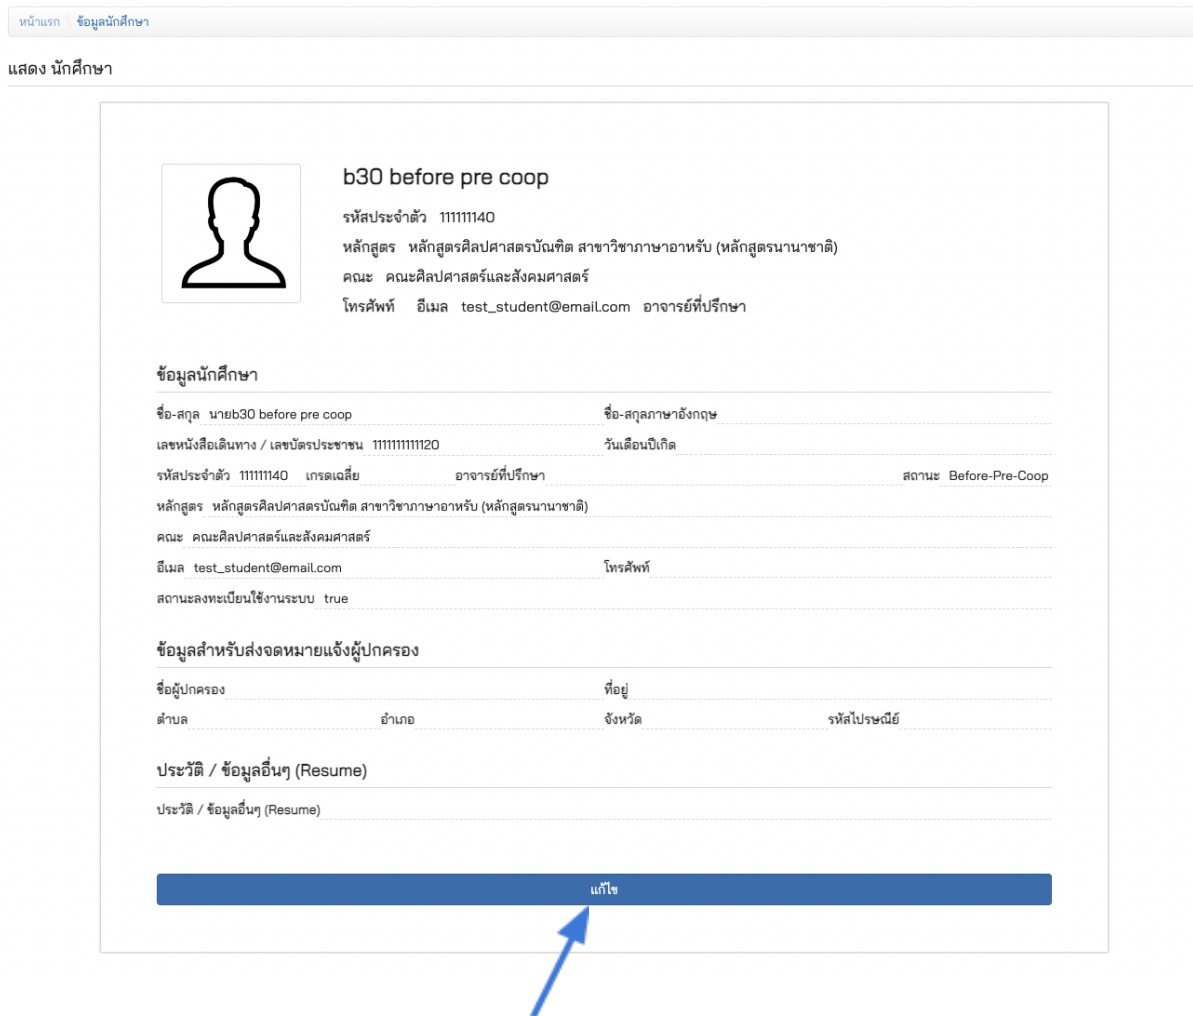 หน้าแรก ข้อมูลนักศึกษา
แสดง นักศึกษา
b30 before pre coop
รหัสประจำตัว 111111140
หลักสูตร หลักสูตรศิลปศาสตรบัณฑิต สาขาวิชาภาษาอาหรับ (หลักสูตรนานาชาติ)
คณะ คณะศิลปศาสตร์และสังคมศาสตร์
โทรศัพท์ อีเมล test_student@email.com อาจารย์ที่ปรึกษา
ข้อมูลนักศึกษา
ชื่อ-สกุล นายb30 before pre coop ชื่อ-สกุลภาษาอังกฤษ
เลขหนังสือเดินทาง / เลขบัตรประชาชน 1111111111120 วันเดือนปีเกิด
รหัสประจำตัว 111111140 เกรดเฉลี่ย อาจารย์ที่ปรึกษา สถานะ Before-Pre-Coop
หลักสูตร หลักสูตรศิลปศาสตรบัณฑิต สาขาวิชาภาษาอาหรับ (หลักสูตรนานาชาติ)
คณะ คณะศิลปศาสตร์และสังคมศาสตร์
อีเมล test_student@email.com โทรศัพท์
สถานะลงทะเบียนใช้งานระบบ true
ข้อมูลสำหรับส่งจดหมายแจ้งผู้ปกครอง
ชื่อผู้ปกครอง ที่อยู่
ตำบล อำเภอ จังหวัด รหัสไปรษณีย์
ประวัติ / ข้อมูลอื่นๆ (Resume)
ประวัติ / ข้อมูลอื่นๆ (Resume)
แก้ไข